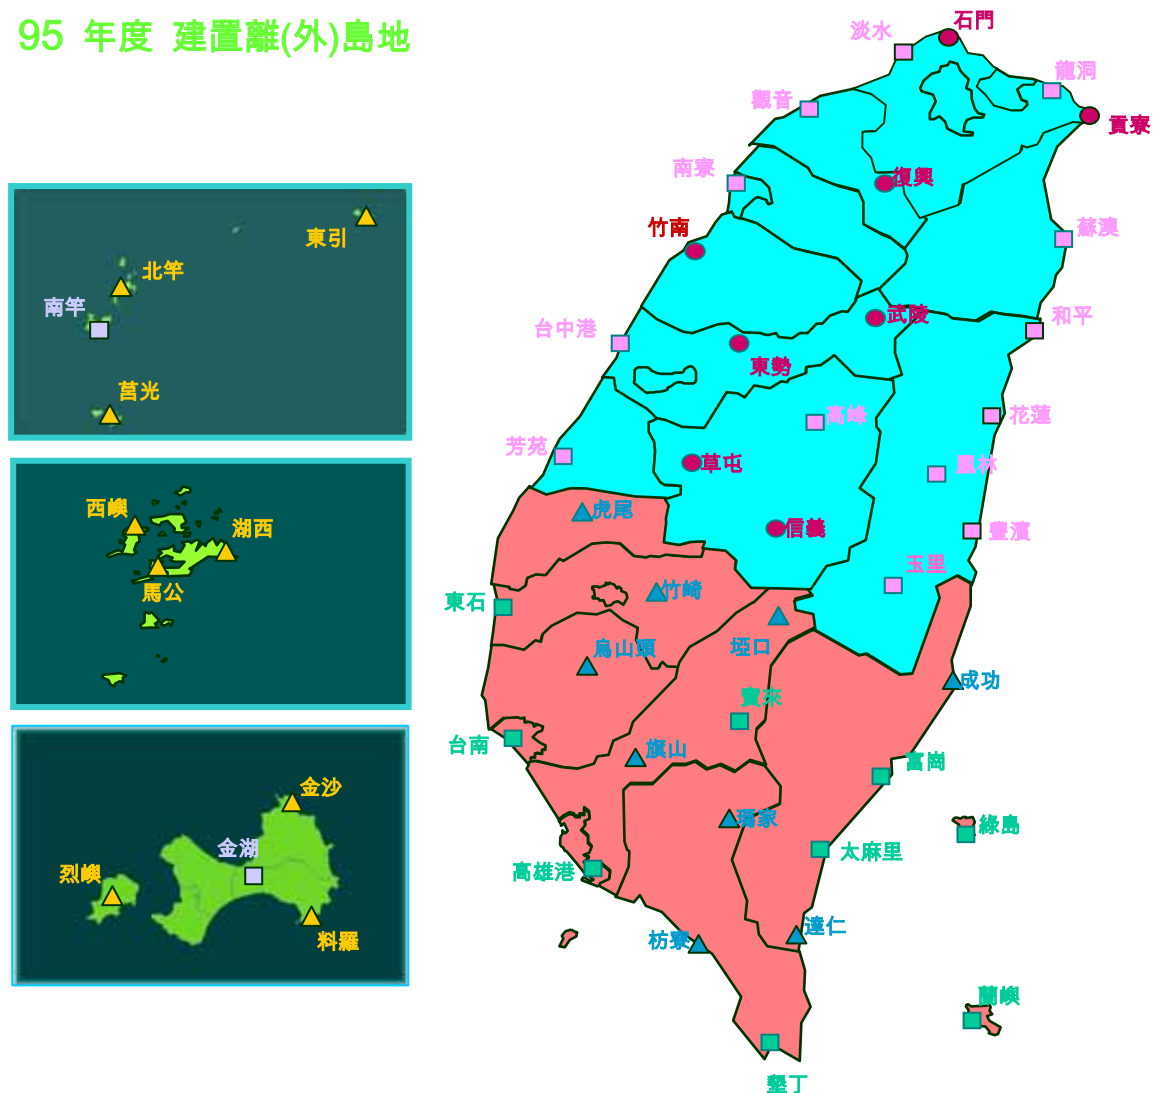 95 年度 建置離(外)島地
東引
北竿
南竿
莒光
西嶼
湖西
馬公
金沙
金湖
烈嶼
料羅
石門
淡水
龍洞
觀音
貢寮
南寮
復興
竹南
蘇澳
武陵
和平
台中港
東勢
高峰
花蓮
芳苑
草屯
鳳林
虎尾
信義
豐濱
玉里
竹崎
東石
埡口
烏山頭
成功
寶來
台南
旗山
富岡
瑪家
綠島
太麻里
高雄港
達仁
枋寮
蘭嶼
墾丁